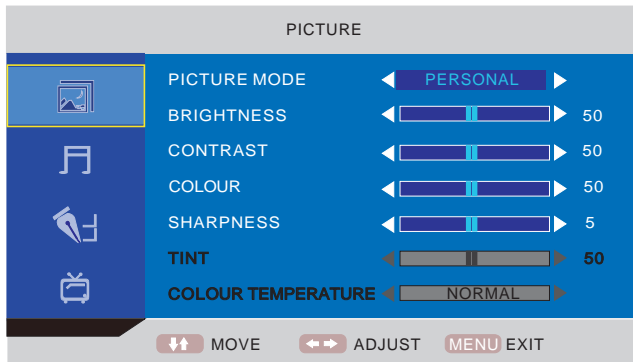 PICTURE
PICTURE MODE PERSONAL
BRIGHTNESS 50
CONTRAST 50
COLOUR 50
SHARPNESS 5
TINT 50
COLOUR TEMPERATURE NORMAL
MOVE ADJUST MENU EXIT